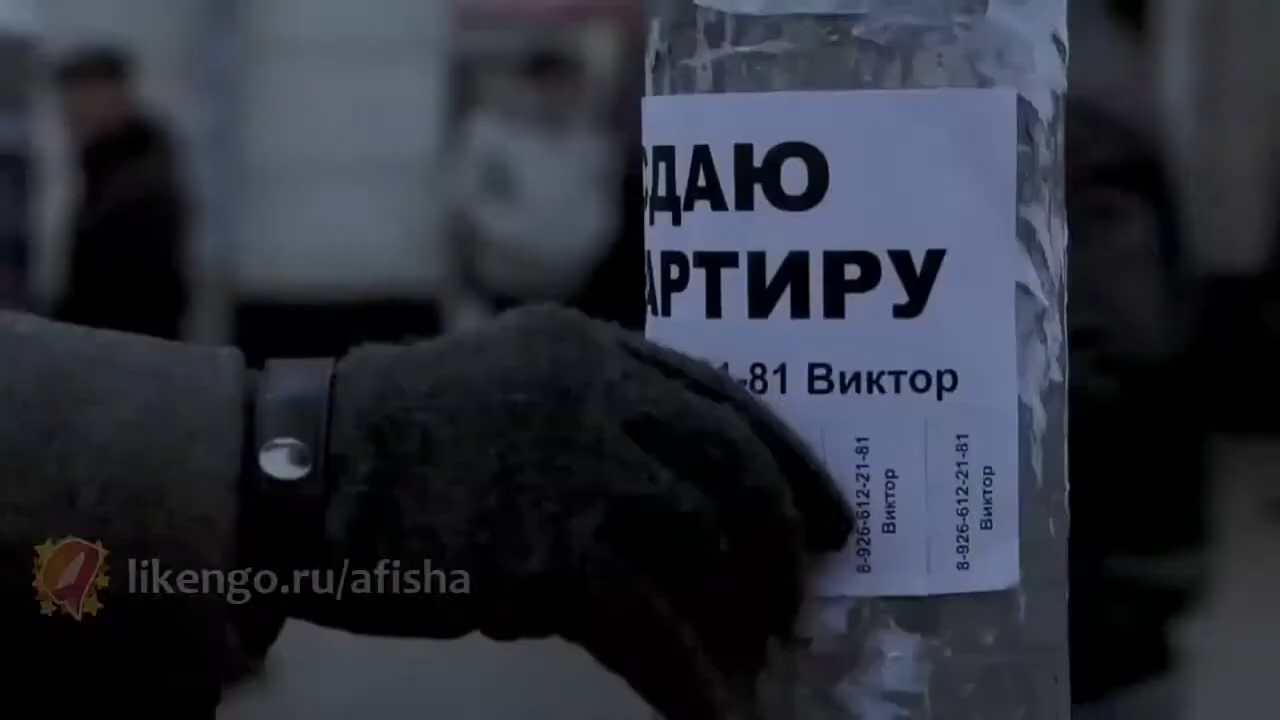 СДАЮ
АРТИРУ
1-81 Виктор
8-926-612-21-81
Виктор
8-926-612-21-81
Виктор
likengo.ru/afisha